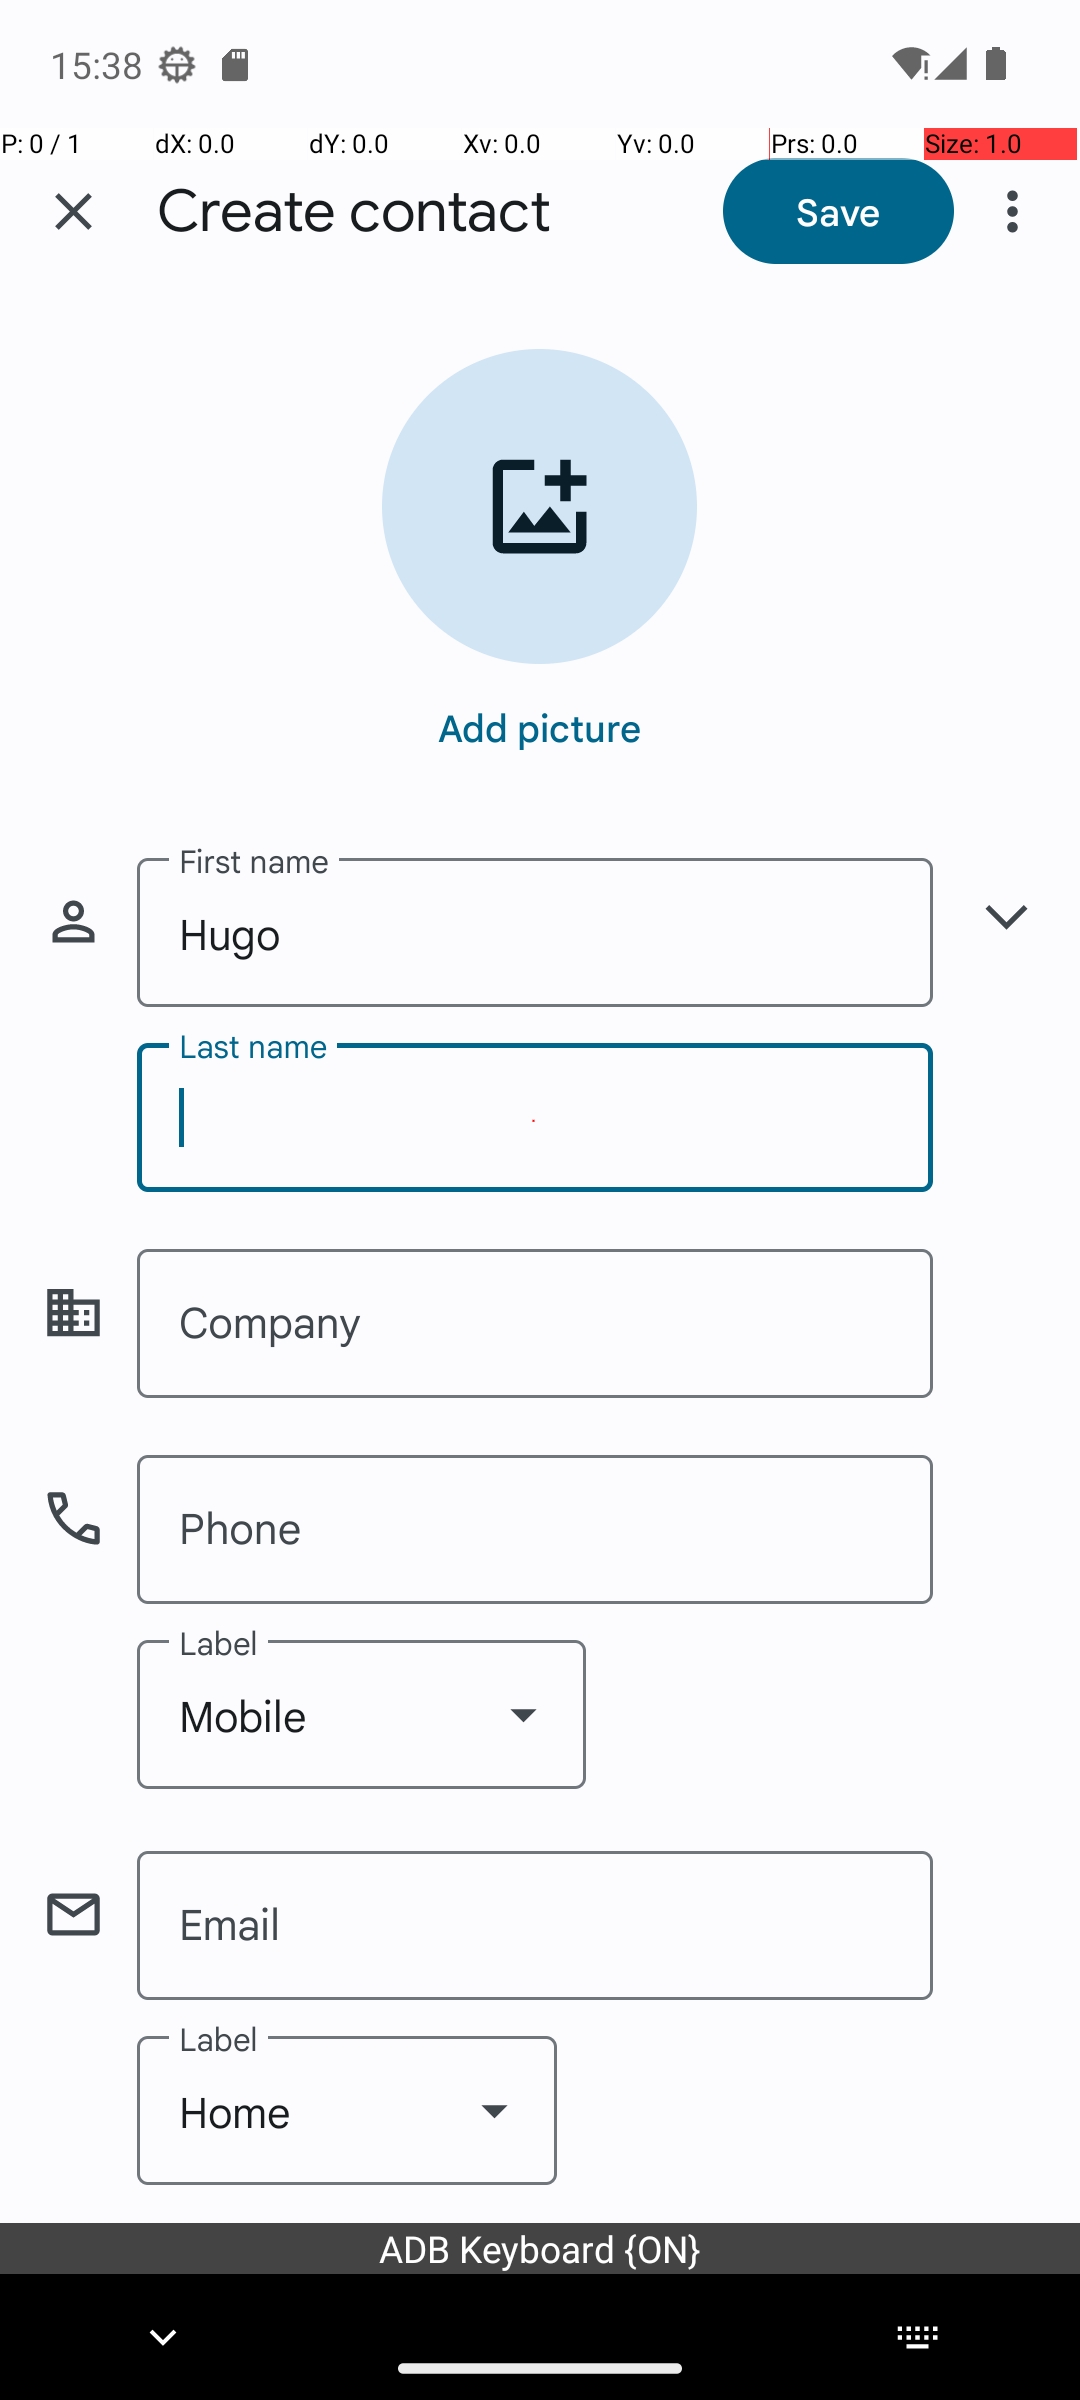 15:38
P: 0 / 1 dX: 0.0 dY: 0.0 Xv: 0.0 Yv: 0.0 Prs: 0.0 Size: 1.0
Create contact Save
Add picture
First name
Hugo
Last name
Company
Phone
Label
Mobile
Email
Label
Home
ADB Keyboard {ON}